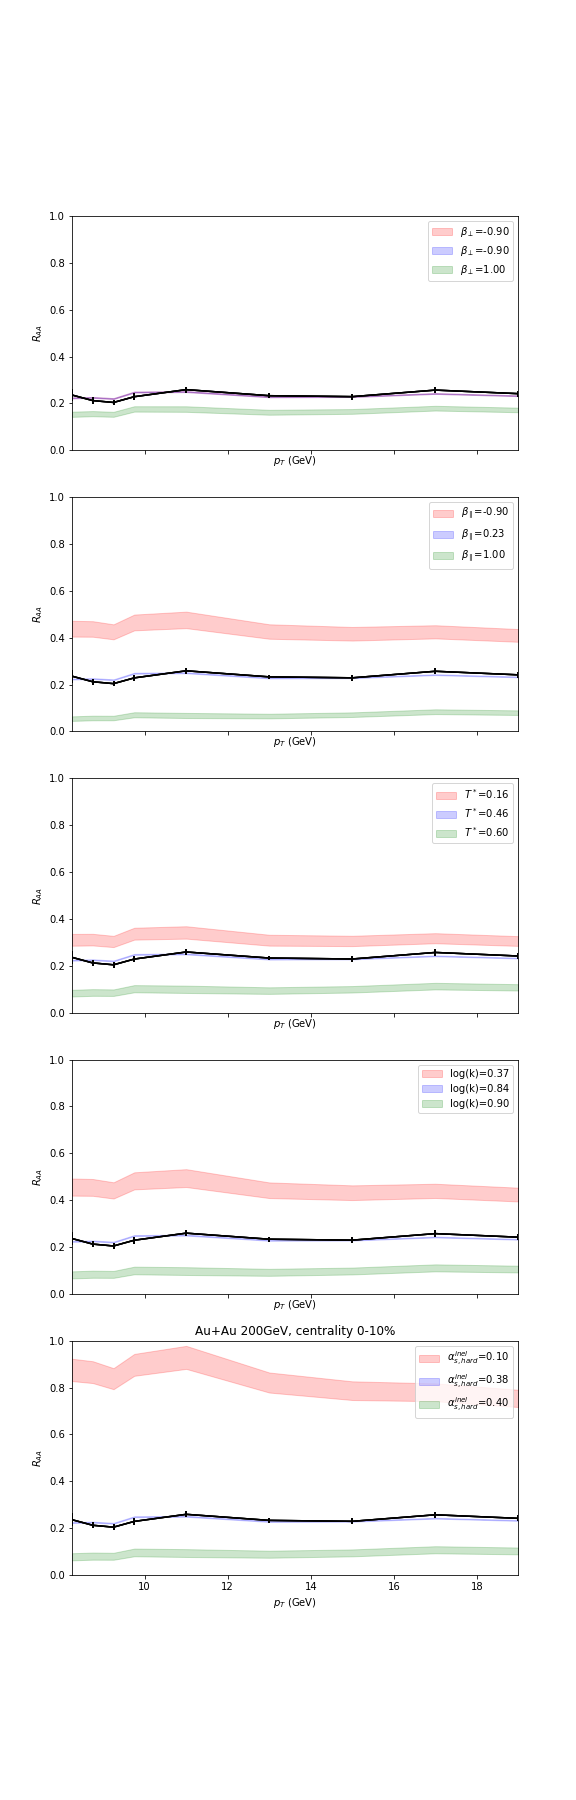 1.0
β⊥=-0.90
β⊥=-0.90
β⊥=1.00
0.8
0.6
R_AA
0.4
0.2
0.0
p_T (GeV)
1.0
β∥=-0.90
β∥=0.23
β∥=1.00
0.8
0.6
R_AA
0.4
0.2
0.0
p_T (GeV)
1.0
T*=0.16
T*=0.46
T*=0.60
0.8
0.6
R_AA
0.4
0.2
0.0
p_T (GeV)
1.0
log(k)=0.37
log(k)=0.84
log(k)=0.90
0.8
0.6
R_AA
0.4
0.2
0.0
p_T (GeV)
Au+Au 200GeV, centrality 0-10%
1.0
α_{s,hard}^{inel}=0.10
α_{s,hard}^{inel}=0.38
α_{s,hard}^{inel}=0.40
0.8
0.6
R_AA
0.4
0.2
0.0
10 12 14 16 18
p_T (GeV)